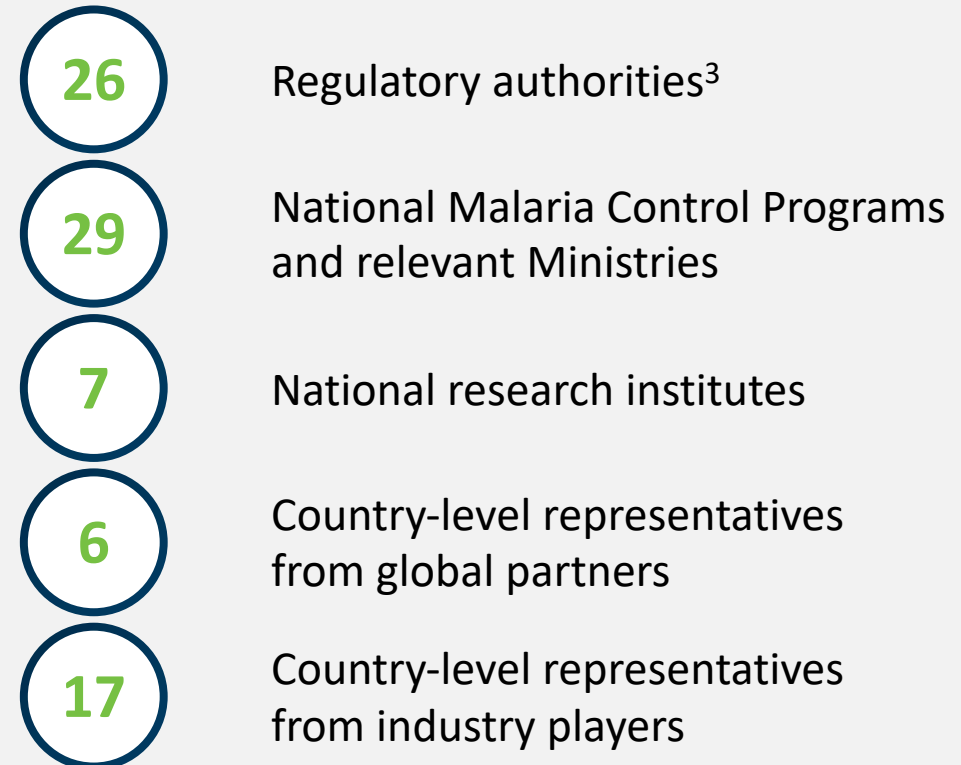 26
Regulatory authorities³
29
National Malaria Control Programs
and relevant Ministries
7
National research institutes
6
Country-level representatives
from global partners
17
Country-level representatives
from industry players